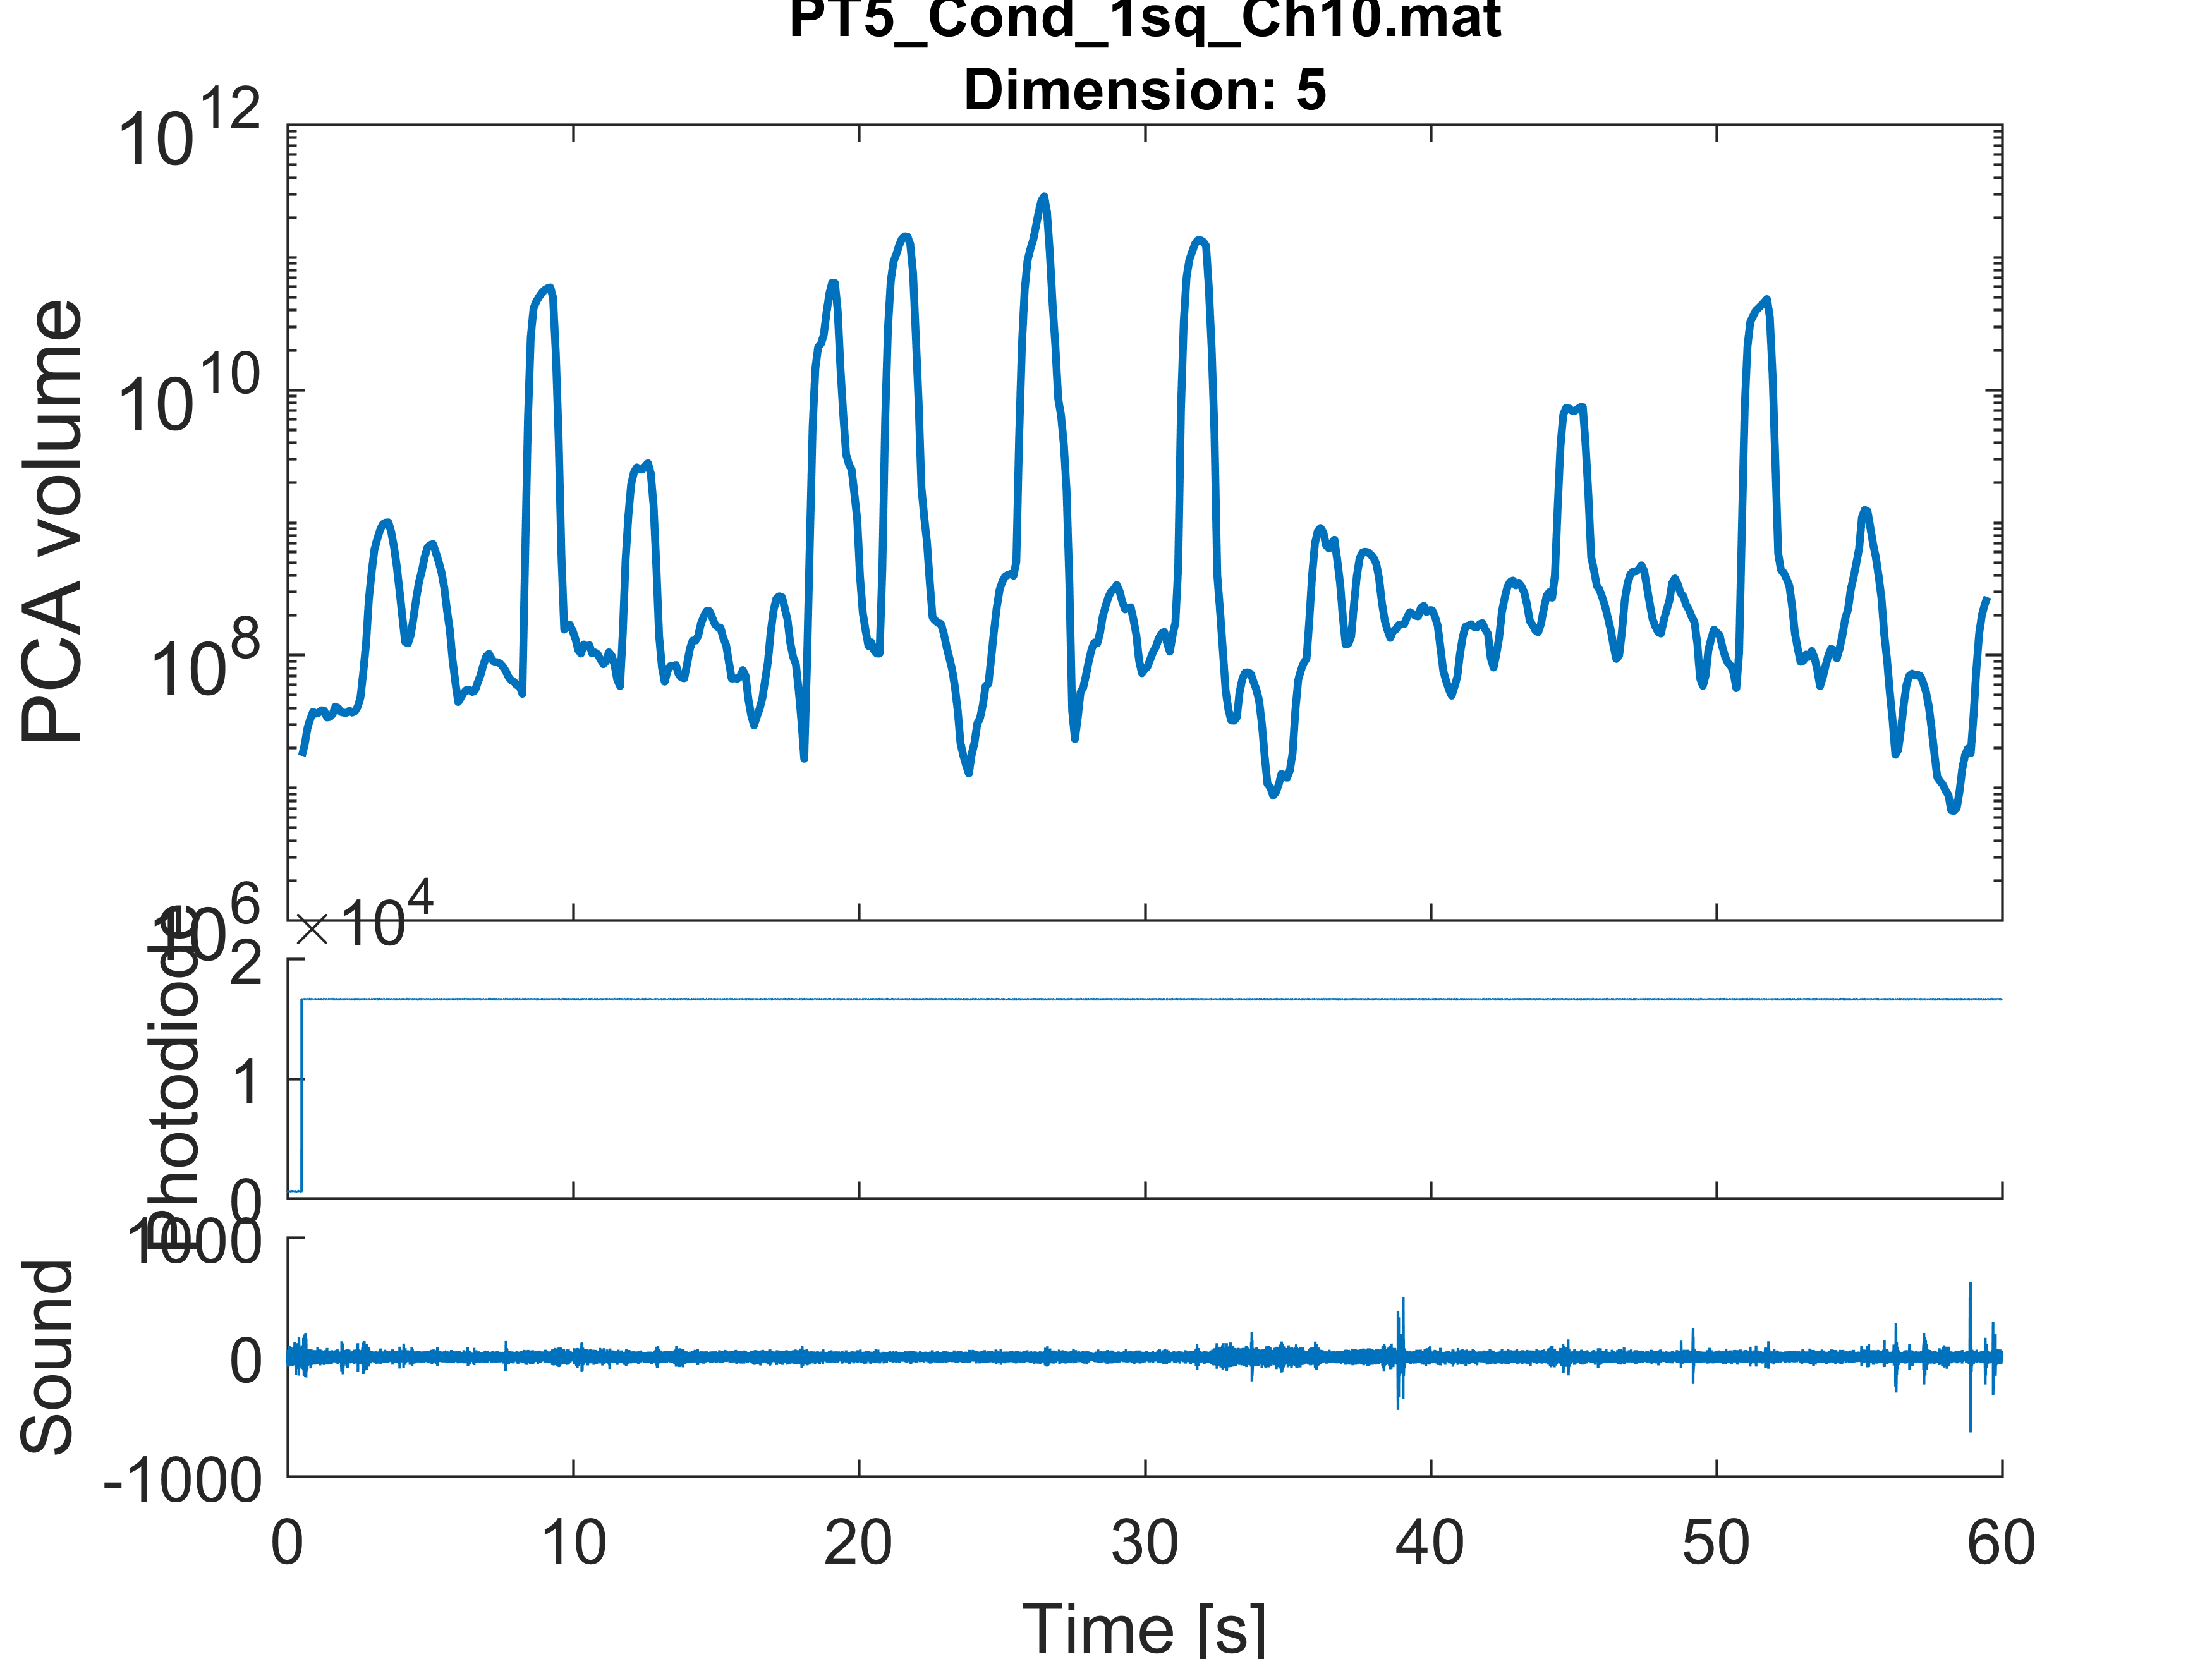 PT5_Cond_1sq_Ch10.mat
Dimension: 5
10^12
10^10
10^8
10^6
PCA volume
×10^4
2
1
0
Photodiode
1000
0
-1000
Sound
0 10 20 30 40 50 60
Time [s]